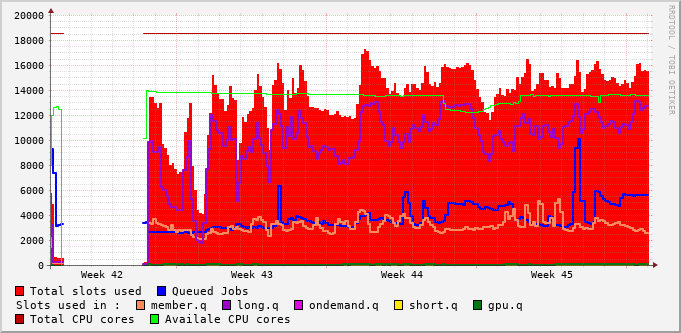 20000
18000
16000
14000
12000
10000
8000
6000
4000
2000
0
Week 42 Week 43 Week 44 Week 45
RRDTOOL / TOBI OETIKER
Total slots used Queued Jobs
Slots used in : member.q long.q ondemand.q short.q gpu.q
Total CPU cores Availale CPU cores